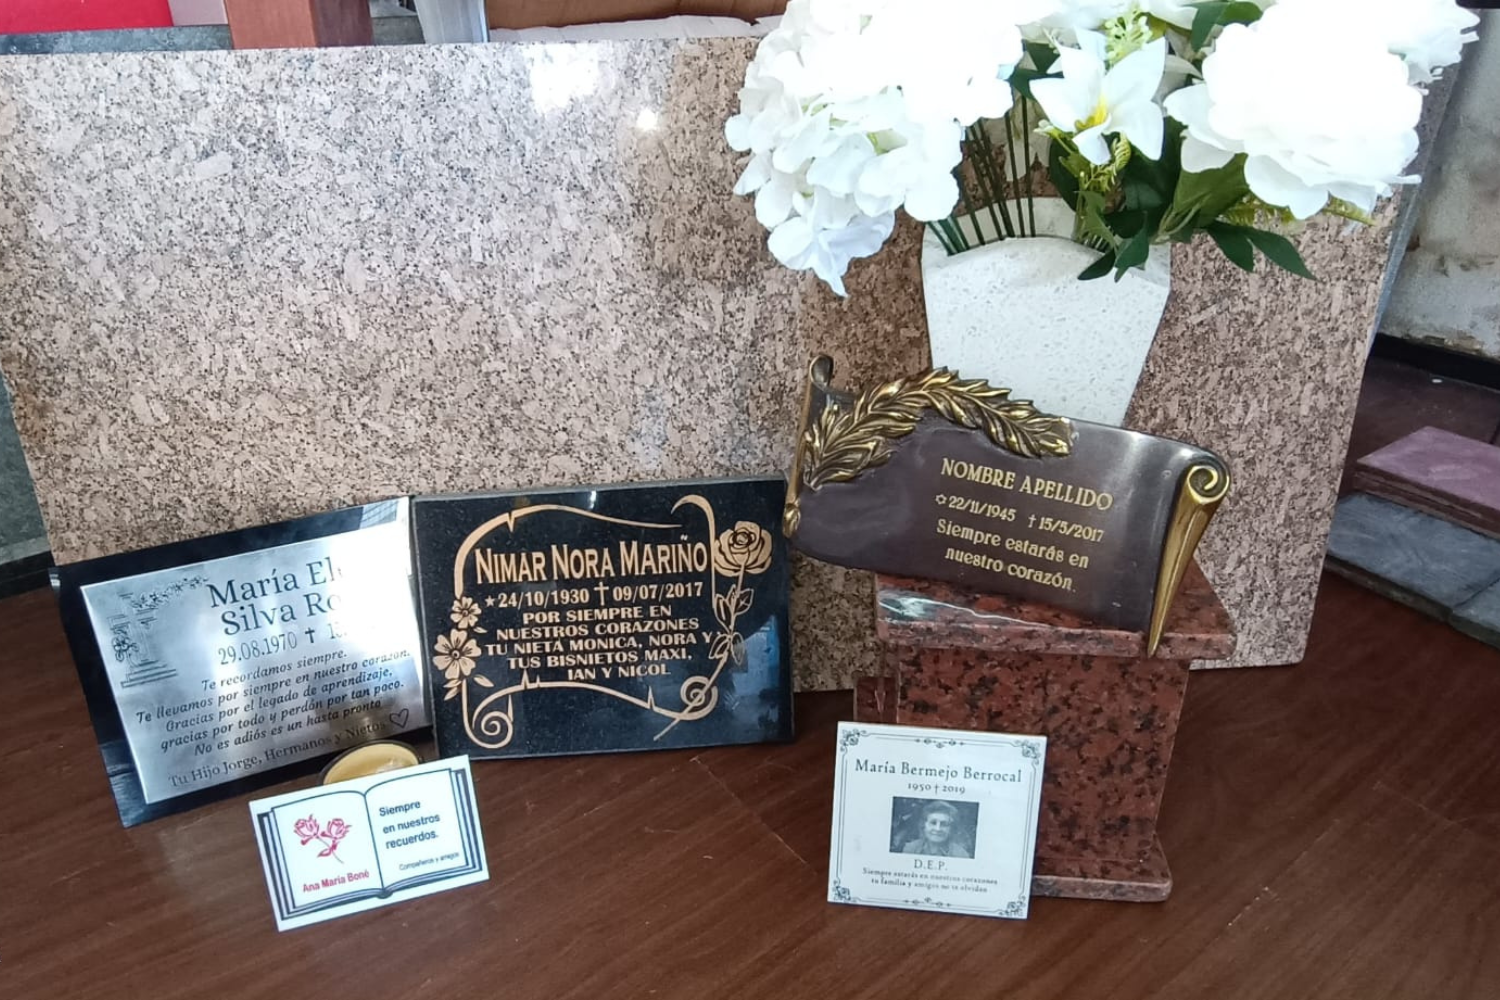 María
Silva
29.08.1970 †
Te recordamos siempre.
Te llevamos por siempre en nuestro corazón.
Gracias por el legado de aprendizaje,
gracias por todo y perdón por tan poco.
No es adiós es un hasta pronto
Tu Hijo Jorge, Hermanos y Nietos
NIMAR NORA MARIÑO
★24/10/1930 † 09/07/2017
POR SIEMPRE EN
NUESTROS CORAZONES
TU NIETA MONICA, NORA Y
TUS BISNIETOS MAXI,
IAN Y NICOL
NOMBRE APELLIDO
✡22/11/1945 †15/5/2017
Siempre estarás en
nuestro corazón.
Siempre
en nuestros
recuerdos.
Compañeros y amigos
Ana María Boné
María Bermejo Berrocal
1950 † 2019
D.E.P.
Siempre estarás en nuestros corazones
tu familia y amigos no te olvidan